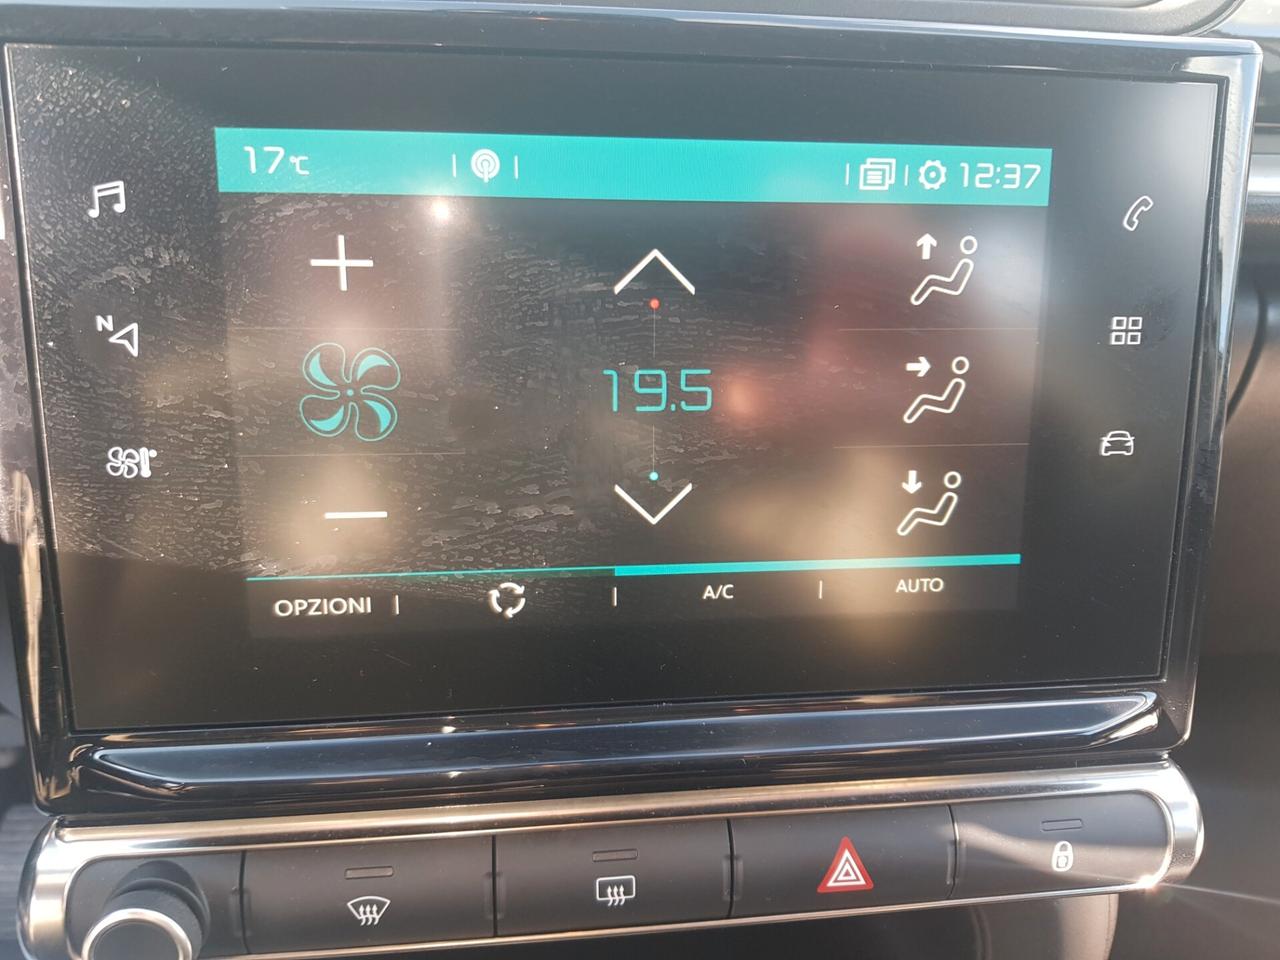 17°C 12:37
N
19.5
OPZIONI A/C AUTO